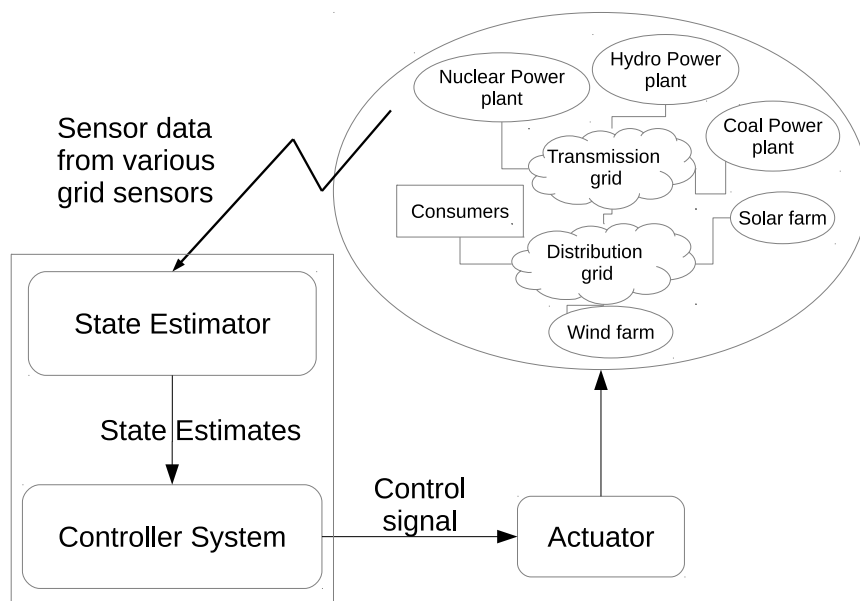 Hydro Power
plant
Nuclear Power
plant
Coal Power
plant
Transmission
grid
Sensor data
from various
grid sensors
Consumers
Solar farm
Distribution
grid
Wind farm
State Estimator
State Estimates
Controller System
Control
signal
Actuator